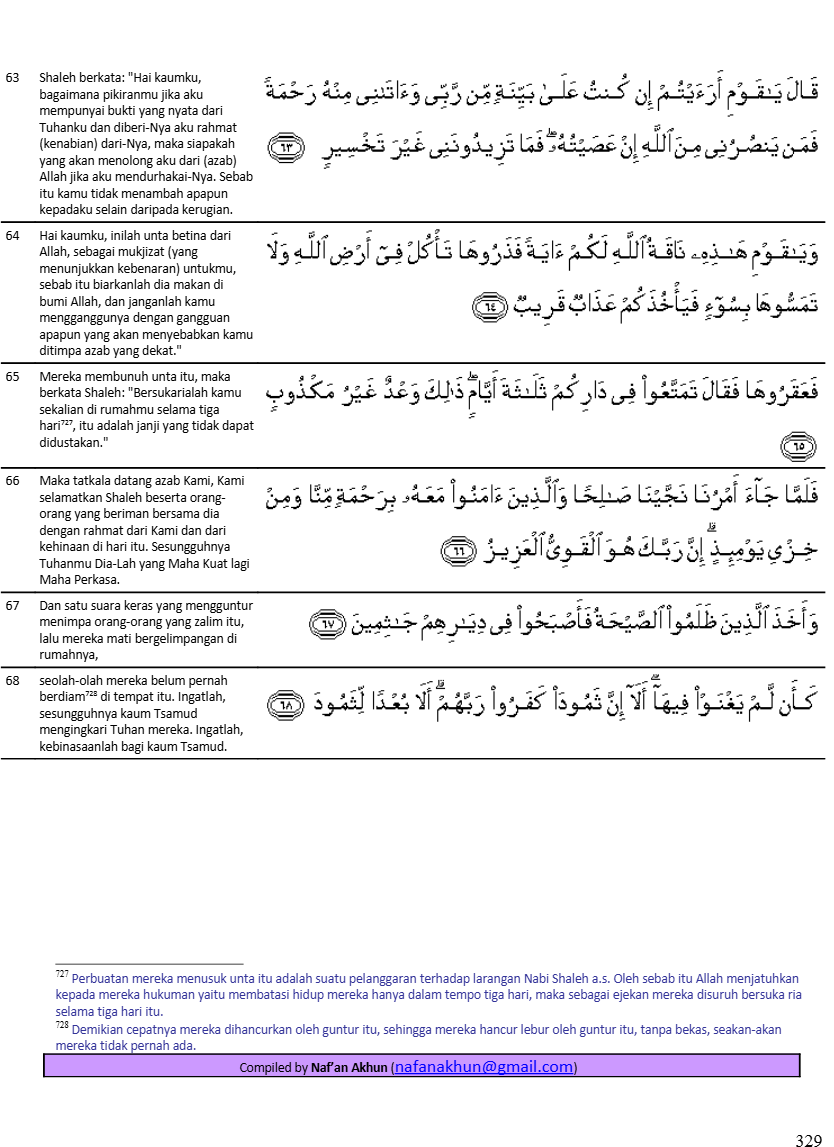 63 Shaleh berkata: "Hai kaumku,
bagaimana pikiranmu jika aku
mempunyai bukti yang nyata dari
Tuhanku dan diberi-Nya aku rahmat
(kenabian) dari-Nya, maka siapakah
yang akan menolong aku dari (azab)
Allah jika aku mendurhakai-Nya. Sebab
itu kamu tidak menambah apapun
kepadaku selain daripada kerugian.
قَالَ يَـٰقَوْمِ أَرَءَيْتُمْ إِن كُنتُ عَلَىٰ بَيِّنَةٍ مِّن رَّبِّى وَءَاتَىٰنِى مِنْهُ رَحْمَةً
فَمَن يَنصُرُنِى مِنَ ٱللَّهِ إِنْ عَصَيْتُهُۥ ۖ فَمَا تَزِيدُونَنِى غَيْرَ تَخْسِيرٍ ٦٣
64 Hai kaumku, inilah unta betina dari
Allah, sebagai mukjizat (yang
menunjukkan kebenaran) untukmu,
sebab itu biarkanlah dia makan di
bumi Allah, dan janganlah kamu
mengganggunya dengan gangguan
apapun yang akan menyebabkan kamu
ditimpa azab yang dekat."
وَيَـٰقَوْمِ هَـٰذِهِۦ نَاقَةُ ٱللَّهِ لَكُمْ ءَايَةً فَذَرُوهَا تَأْكُلْ فِىٓ أَرْضِ ٱللَّهِ وَلَا
تَمَسُّوهَا بِسُوٓءٍ فَيَأْخُذَكُمْ عَذَابٌ قَرِيبٌ ٦٤
65 Mereka membunuh unta itu, maka
berkata Shaleh: "Bersukarialah kamu
sekalian di rumahmu selama tiga
hari727, itu adalah janji yang tidak dapat
didustakan."
فَعَقَرُوهَا فَقَالَ تَمَتَّعُوا۟ فِى دَارِكُمْ ثَلَـٰثَةَ أَيَّامٍ ۖ ذَٰلِكَ وَعْدٌ غَيْرُ مَكْذُوبٍ
٦٥
66 Maka tatkala datang azab Kami, Kami
selamatkan Shaleh beserta orang-
orang yang beriman bersama dia
dengan rahmat dari Kami dan dari
kehinaan di hari itu. Sesungguhnya
Tuhanmu Dia-Lah yang Maha Kuat lagi
Maha Perkasa.
فَلَمَّا جَآءَ أَمْرُنَا نَجَّيْنَا صَـٰلِحًا وَٱلَّذِينَ ءَامَنُوا۟ مَعَهُۥ بِرَحْمَةٍ مِّنَّا وَمِنْ
خِزْىِ يَوْمِئِذٍ ۗ إِنَّ رَبَّكَ هُوَ ٱلْقَوِىُّ ٱلْعَزِيزُ ٦٦
67 Dan satu suara keras yang mengguntur
menimpa orang-orang yang zalim itu,
lalu mereka mati bergelimpangan di
rumahnya,
وَأَخَذَ ٱلَّذِينَ ظَلَمُوا۟ ٱلصَّيْحَةُ فَأَصْبَحُوا۟ فِى دِيَـٰرِهِمْ جَـٰثِمِينَ ٦٧
68 seolah-olah mereka belum pernah
berdiam728 di tempat itu. Ingatlah,
sesungguhnya kaum Tsamud
mengingkari Tuhan mereka. Ingatlah,
kebinasaanlah bagi kaum Tsamud.
كَأَن لَّمْ يَغْنَوْا۟ فِيهَآ ۗ أَلَآ إِنَّ ثَمُودَا۟ كَفَرُوا۟ رَبَّهُمْ ۗ أَلَا بُعْدًا لِّثَمُودَ ٦٨
727 Perbuatan mereka menusuk unta itu adalah suatu pelanggaran terhadap larangan Nabi Shaleh a.s. Oleh sebab itu Allah menjatuhkan
kepada mereka hukuman yaitu membatasi hidup mereka hanya dalam tempo tiga hari, maka sebagai ejekan mereka disuruh bersuka ria
selama tiga hari itu.
728 Demikian cepatnya mereka dihancurkan oleh guntur itu, sehingga mereka hancur lebur oleh guntur itu, tanpa bekas, seakan-akan
mereka tidak pernah ada.
Compiled by Naf'an Akhun (nafanakhun@gmail.com)
329